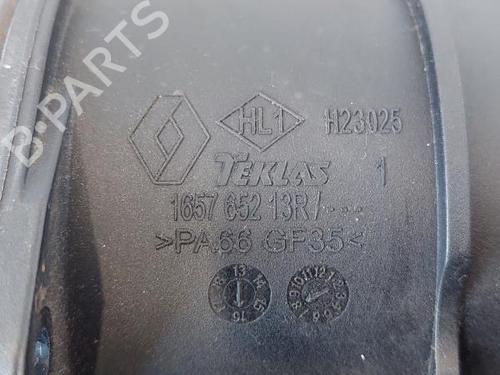 B-PARTS
HL1 H23025
TEKLAS 1
1657 652 13R/---
>PA66 GF35<